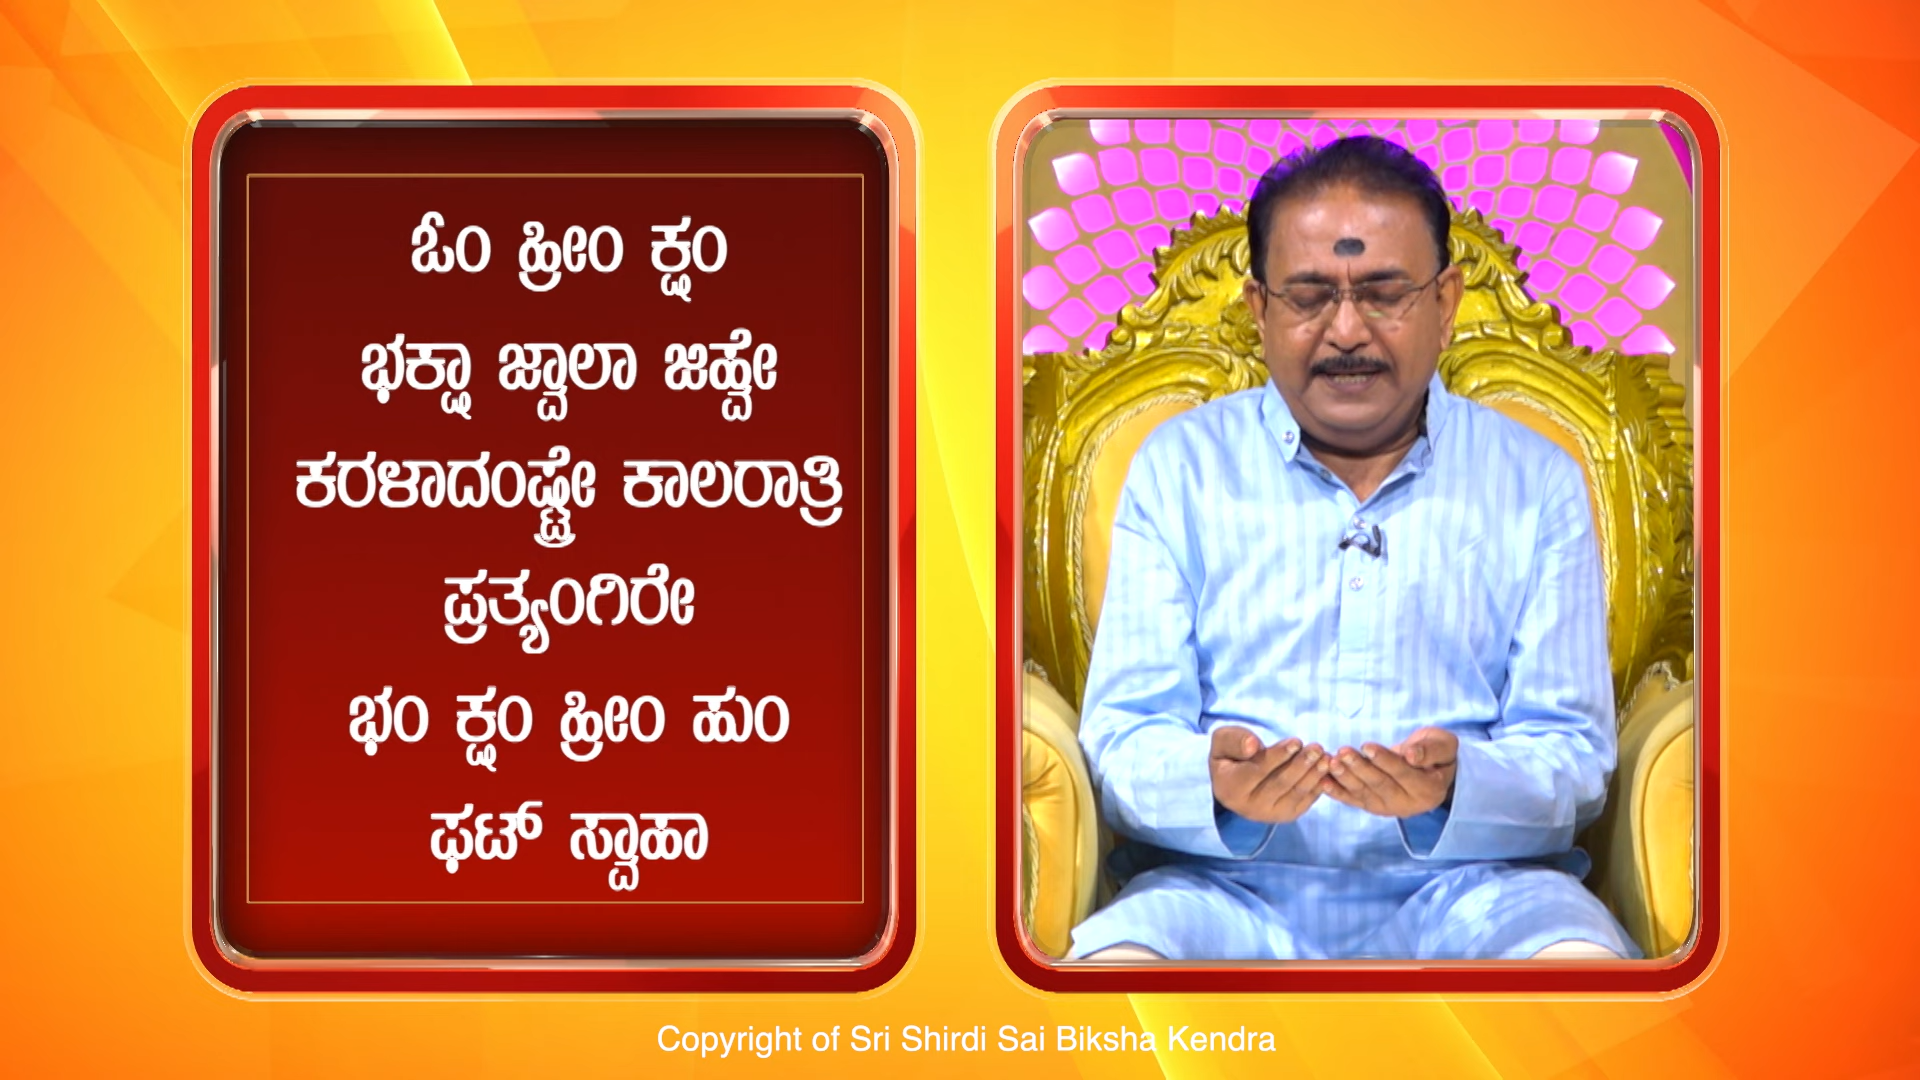 ಓಂ ಹ್ರೀಂ ಕ್ಷಂ
ಭಕ್ಷಾ ಜ್ವಾಲಾ ಜಿಹ್ವೇ
ಕರಳಾದಂಷ್ಟ್ರೇ ಕಾಲರಾತ್ರಿ
ಪ್ರತ್ಯಂಗಿರೇ
ಭಂ ಕ್ಷಂ ಹ್ರೀಂ ಹುಂ
ಫಟ್ ಸ್ವಾಹಾ
Copyright of Sri Shirdi Sai Biksha Kendra